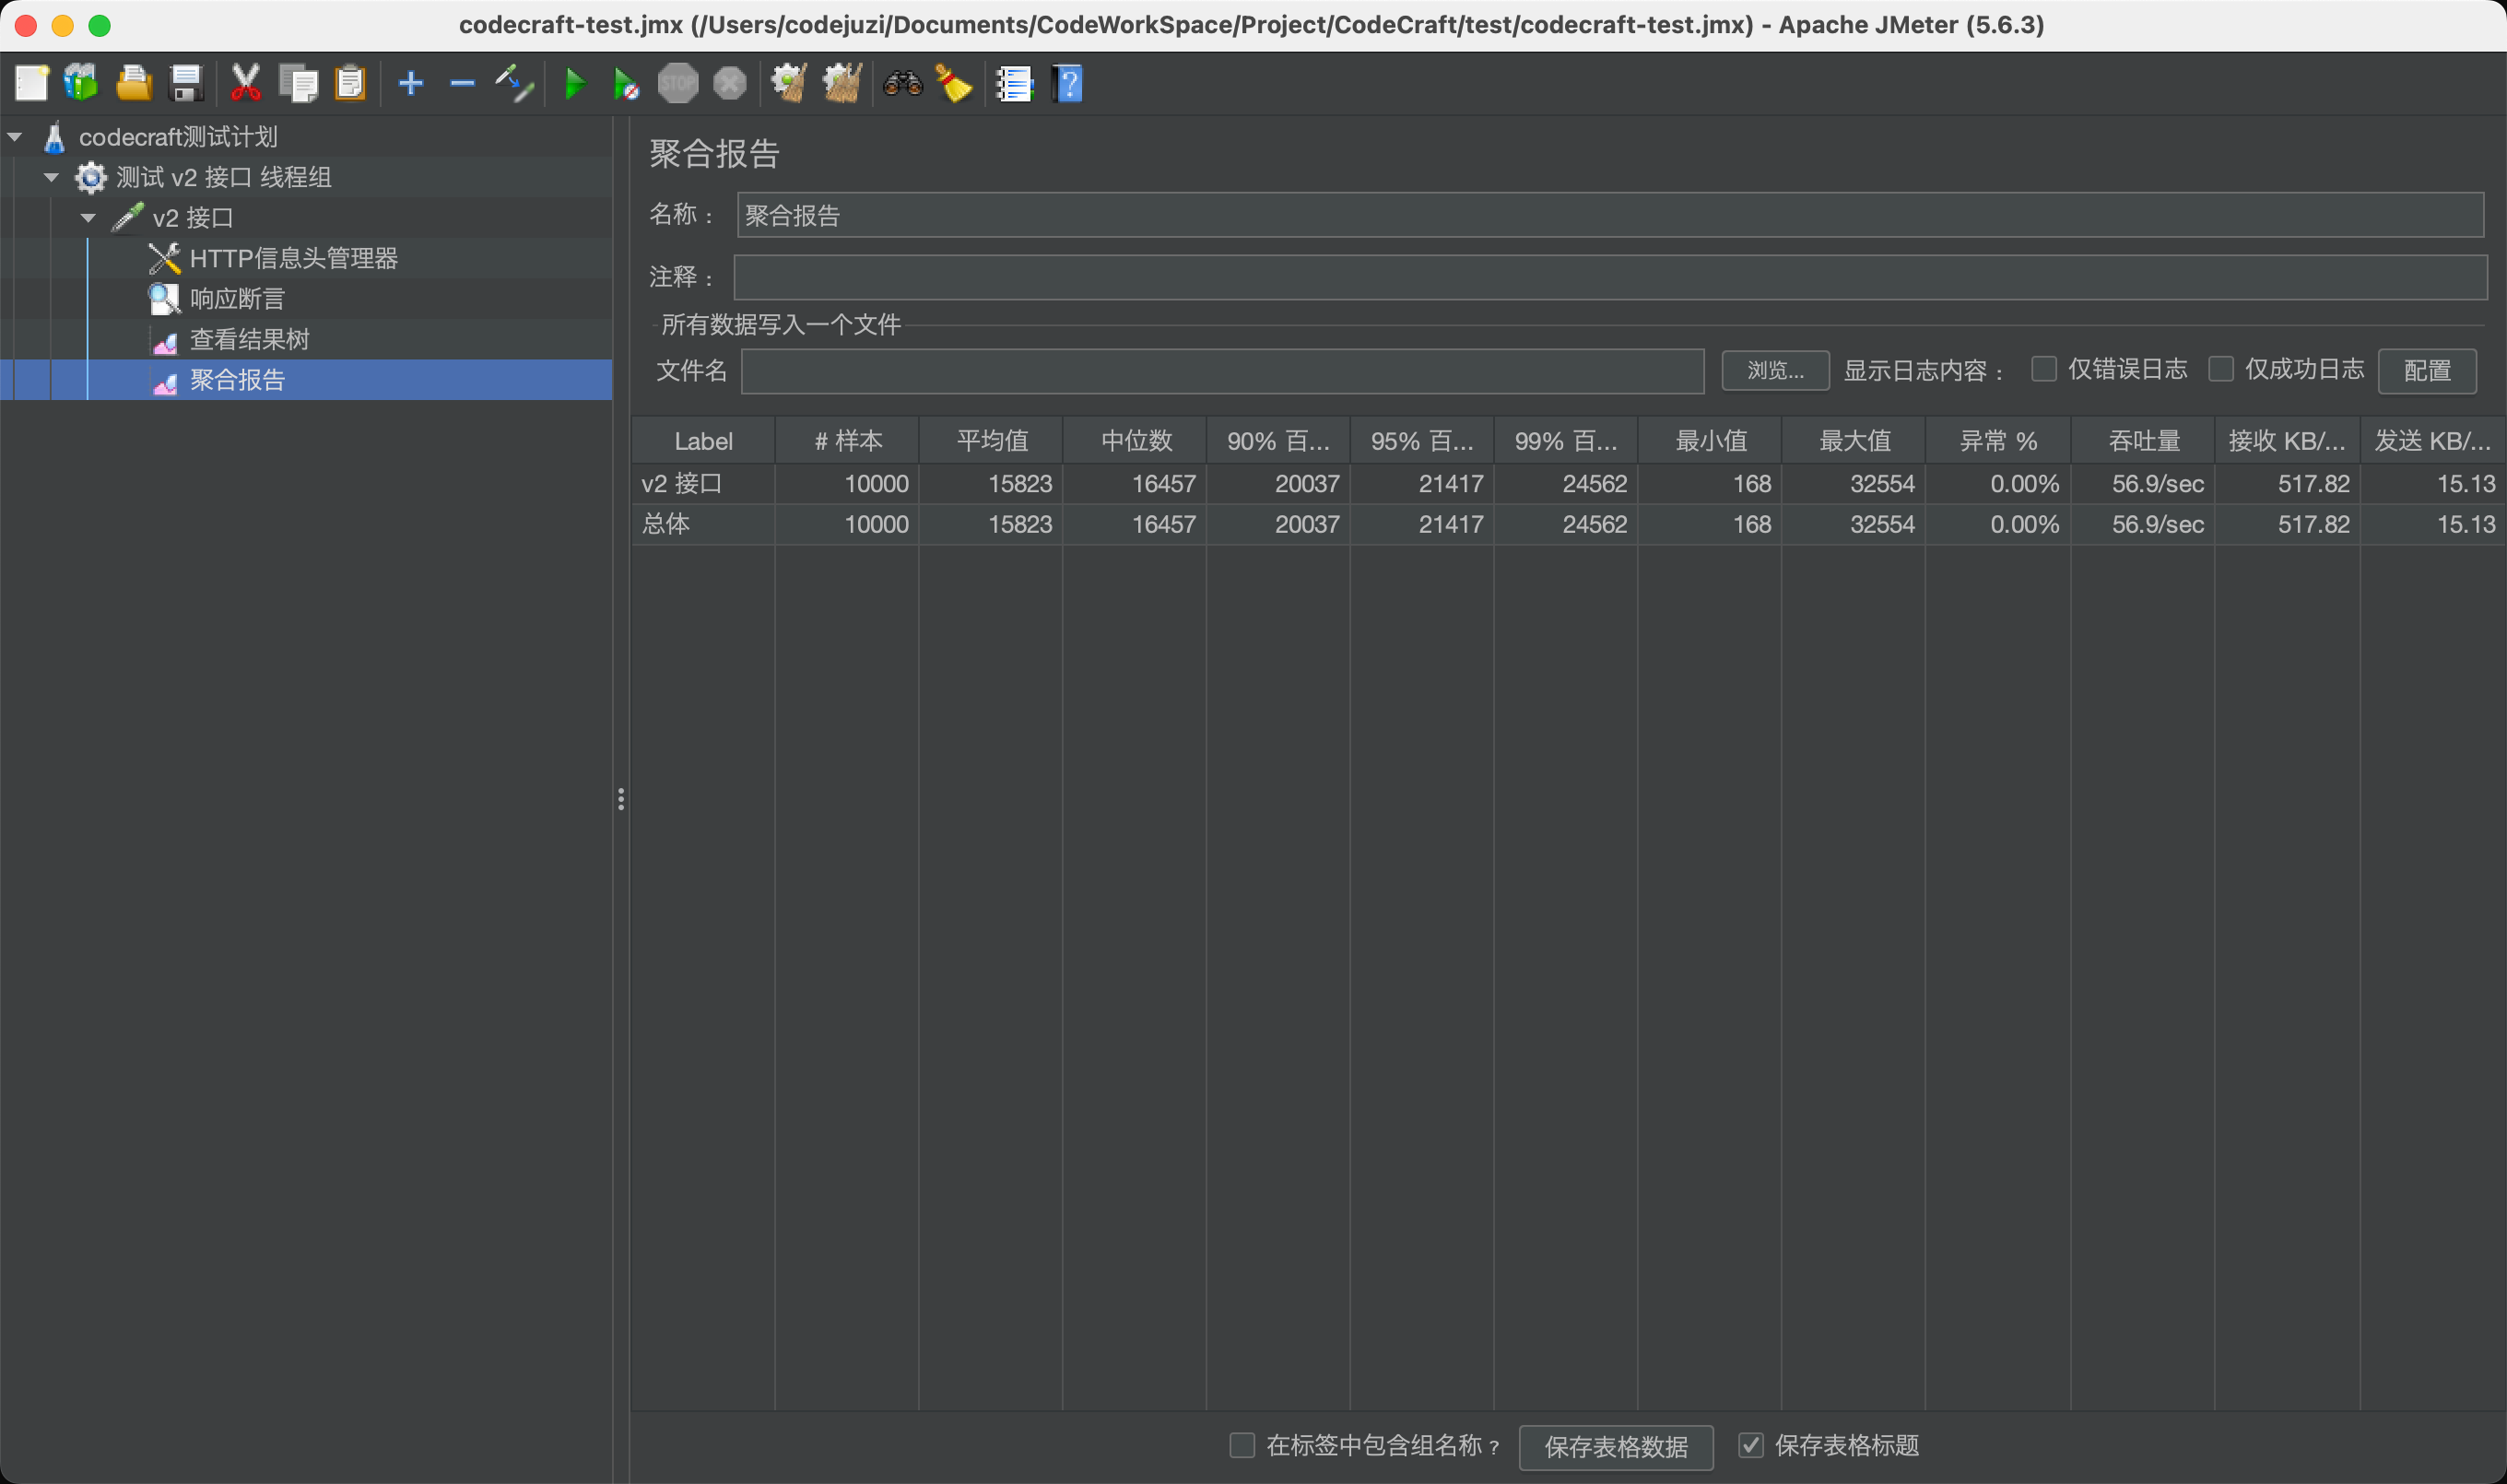 codecraft-test.jmx (/Users/codejuzi/Documents/CodeWorkSpace/Project/CodeCraft/test/codecraft-test.jmx) - Apache JMeter (5.6.3)
STOP
codecraft测试计划
测试 v2 接口 线程组
v2 接口
HTTP信息头管理器
响应断言
查看结果树
聚合报告
聚合报告
名称： 聚合报告
注释：
所有数据写入一个文件
文件名 浏览... 显示日志内容： 仅错误日志 仅成功日志 配置
Label # 样本 平均值 中位数 90% 百... 95% 百... 99% 百... 最小值 最大值 异常 % 吞吐量 接收 KB/... 发送 KB/...
v2 接口 10000 15823 16457 20037 21417 24562 168 32554 0.00% 56.9/sec 517.82 15.13
总体 10000 15823 16457 20037 21417 24562 168 32554 0.00% 56.9/sec 517.82 15.13
在标签中包含组名称？ 保存表格数据 保存表格标题